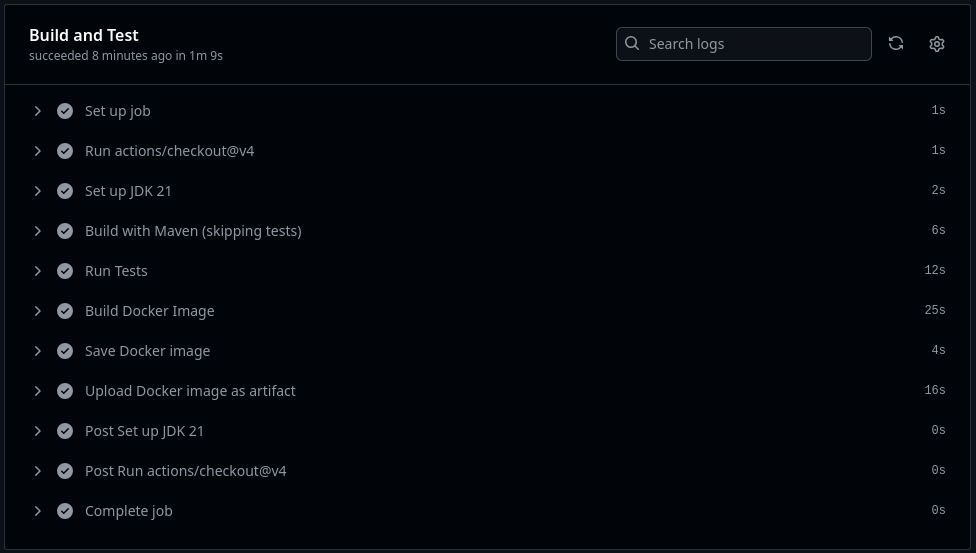 Build and Test
succeeded 8 minutes ago in 1m 9s
Search logs
Set up job 1s
Run actions/checkout@v4 1s
Set up JDK 21 2s
Build with Maven (skipping tests) 6s
Run Tests 12s
Build Docker Image 25s
Save Docker image 4s
Upload Docker image as artifact 16s
Post Set up JDK 21 0s
Post Run actions/checkout@v4 0s
Complete job 0s